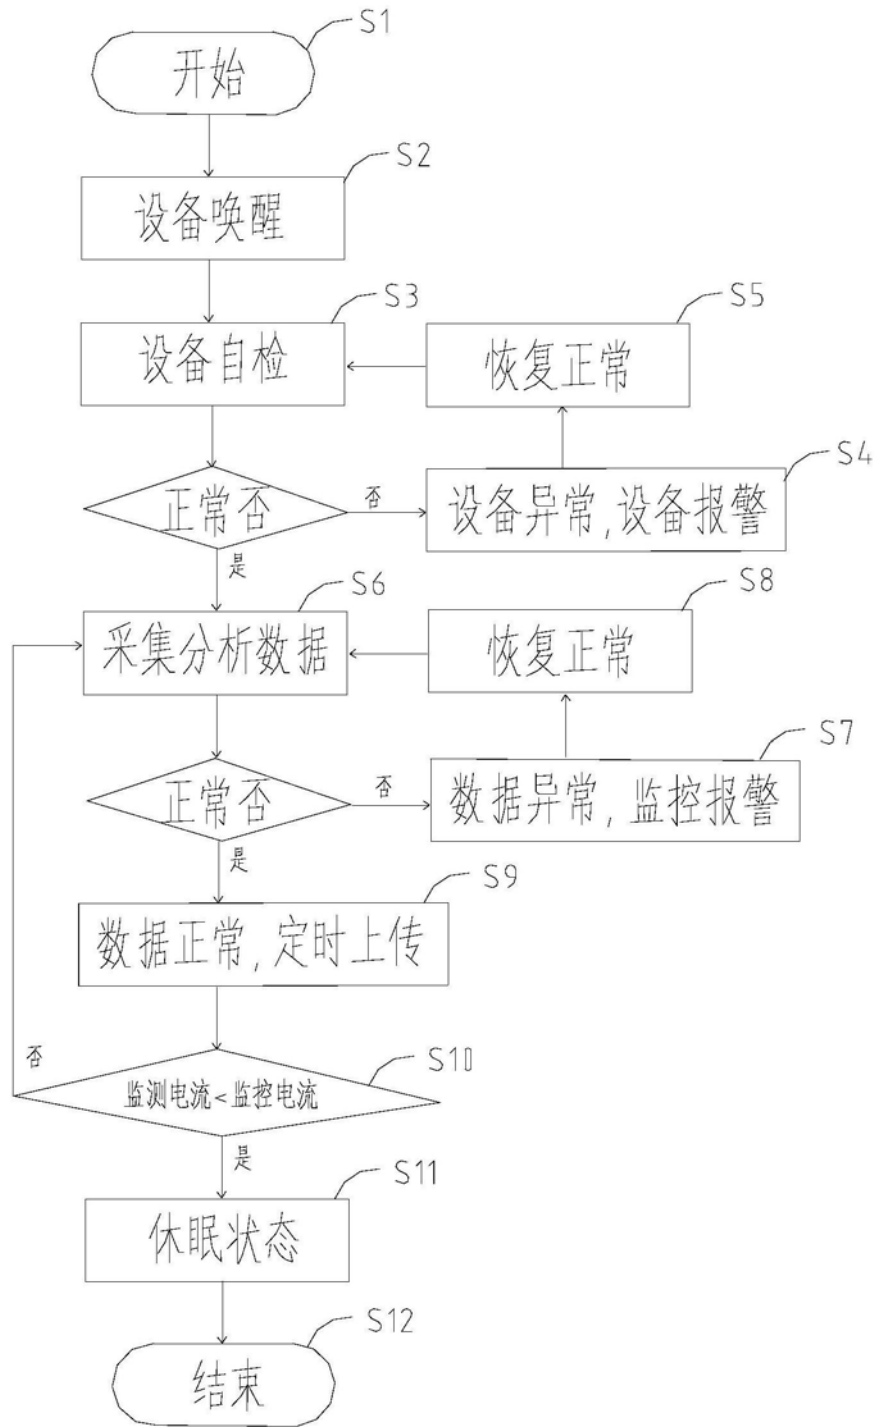 S1
开始
S2
设备唤醒
S3
设备自检
S5
恢复正常
正常否
否
S4
设备异常,设备报警
是
S6
采集分析数据
S8
恢复正常
正常否
否
S7
数据异常,监控报警
是
S9
数据正常,定时上传
否
S10
监测电流<监控电流
是
S11
休眠状态
S12
结束